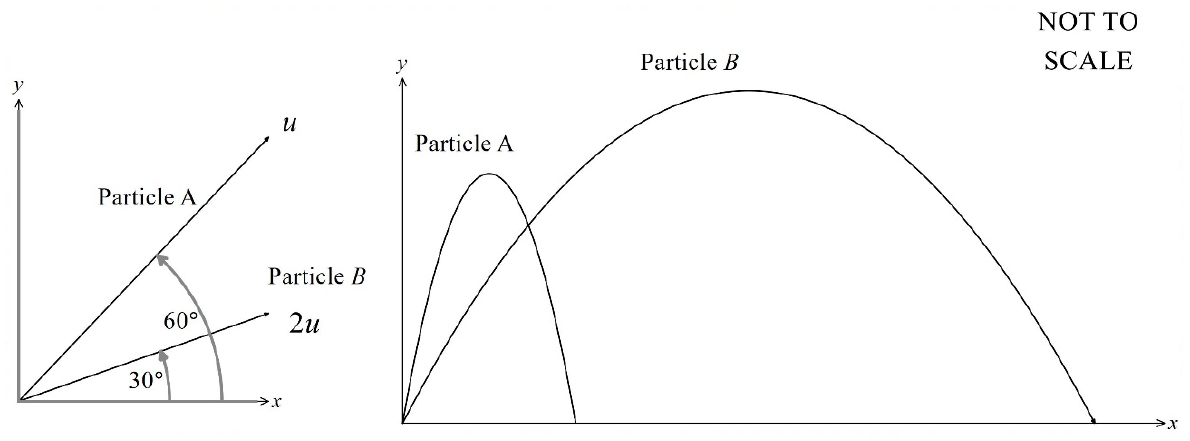 y
u
Particle A
Particle B
60°
2u
30°
x
NOT TO
SCALE
y
Particle B
Particle A
x